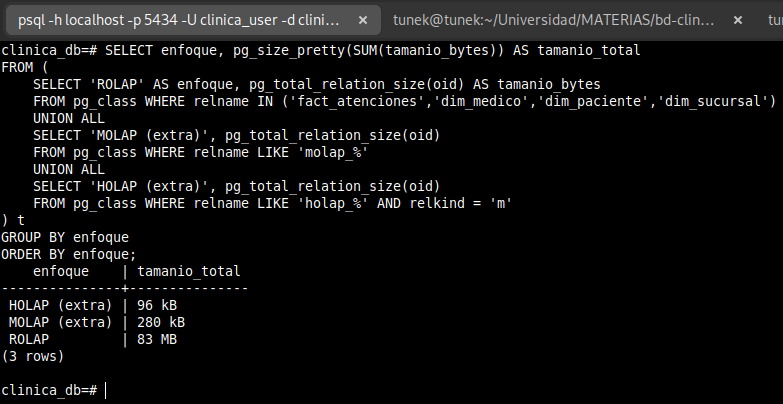 psql -h localhost -p 5434 -U clinica_user -d clini... ×
tunek@tunek:~/Universidad/MATERIAS/bd-clin... ×
tu
clinica_db=# SELECT enfoque, pg_size_pretty(SUM(tamanio_bytes)) AS tamanio_total
FROM (
    SELECT 'ROLAP' AS enfoque, pg_total_relation_size(oid) AS tamanio_bytes
    FROM pg_class WHERE relname IN ('fact_atenciones','dim_medico','dim_paciente','dim_sucursal')
    UNION ALL
    SELECT 'MOLAP (extra)', pg_total_relation_size(oid)
    FROM pg_class WHERE relname LIKE 'molap_%'
    UNION ALL
    SELECT 'HOLAP (extra)', pg_total_relation_size(oid)
    FROM pg_class WHERE relname LIKE 'holap_%' AND relkind = 'm'
) t
GROUP BY enfoque
ORDER BY enfoque;
    enfoque    | tamanio_total
---------------+---------------
 HOLAP (extra) | 96 kB
 MOLAP (extra) | 280 kB
 ROLAP         | 83 MB
(3 rows)
clinica_db=#